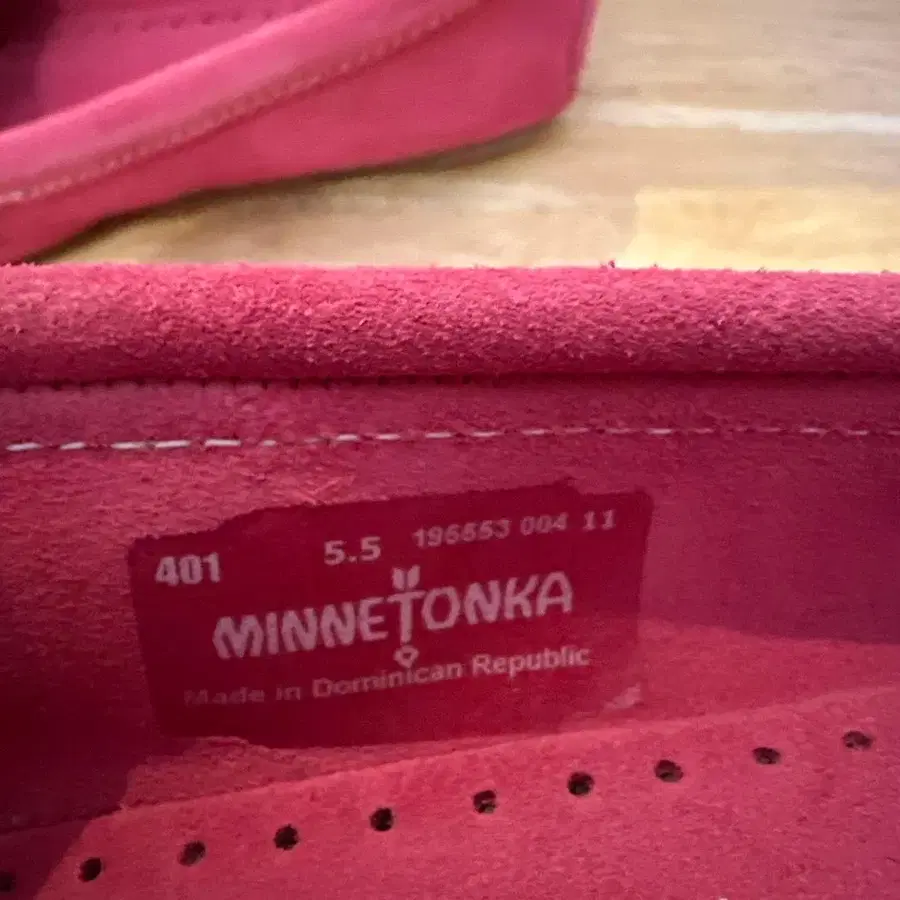 401 5.5 196553 004 11
MINNETONKA
Made in Dominican Republic